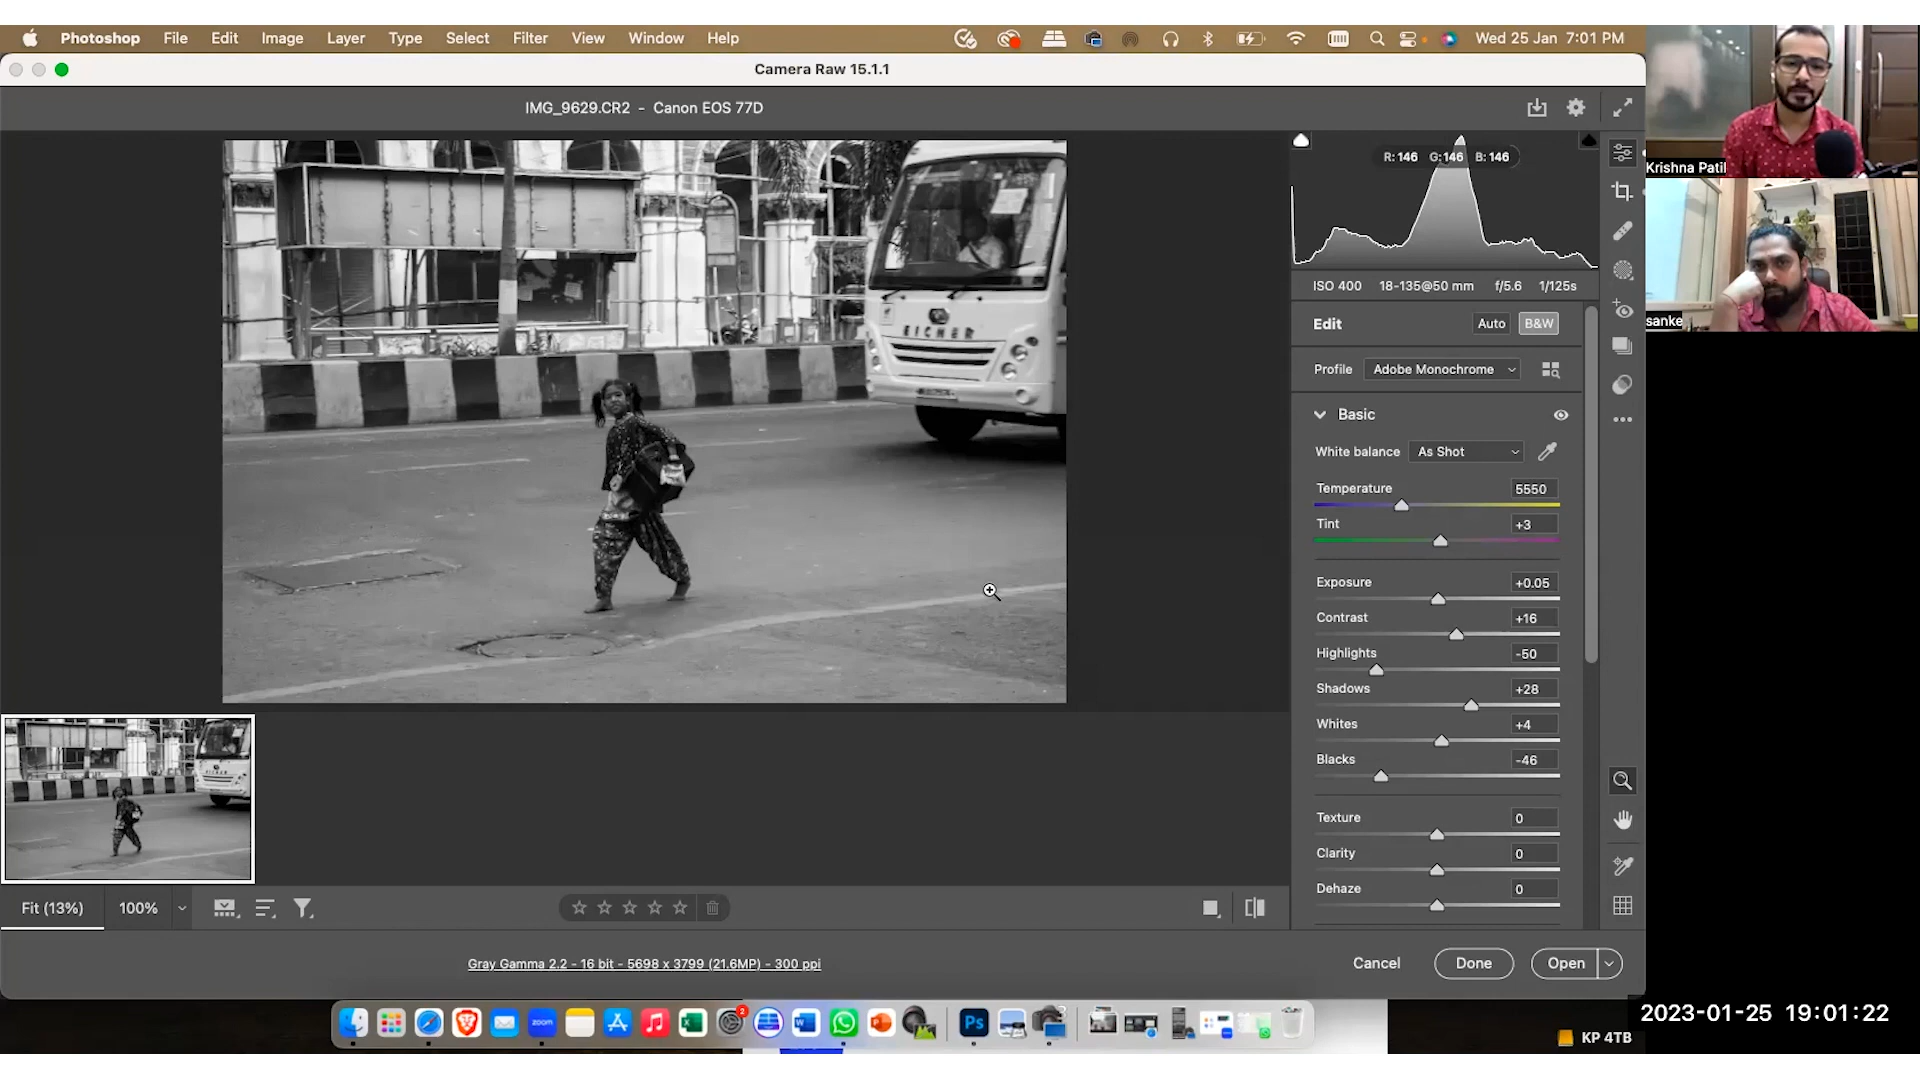 Photoshop File Edit Image Layer Type Select Filter View Window Help Wed 25 Jan 7:01 PM
Camera Raw 15.1.1
IMG_9629.CR2 - Canon EOS 77D
R: 146 G: 146 B: 146
Krishna Patil
ISO 400 18-135@50 mm f/5.6 1/125s
Edit Auto B&W
sanke
EICHER
Profile Adobe Monochrome
Basic
White balance As Shot
Temperature 5550
Tint +3
Exposure +0.05
Contrast +16
Highlights -50
Shadows +28
Whites +4
Blacks -46
Texture 0
Clarity 0
Dehaze 0
Fit (13%) 100%
Gray Gamma 2.2 - 16 bit - 5698 x 3799 (21.6MP) - 300 ppi
Cancel Done Open
zoom
2
Ps
2023-01-25 19:01:22
KP 4TB